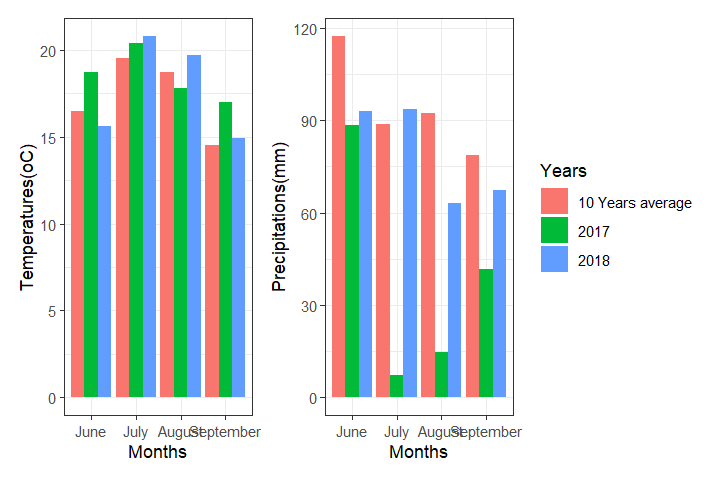 Temperatures(oC)
20
15
10
5
0
June July August September
Months
Precipitations(mm)
120
90
60
30
0
June July August September
Months
Years
10 Years average
2017
2018